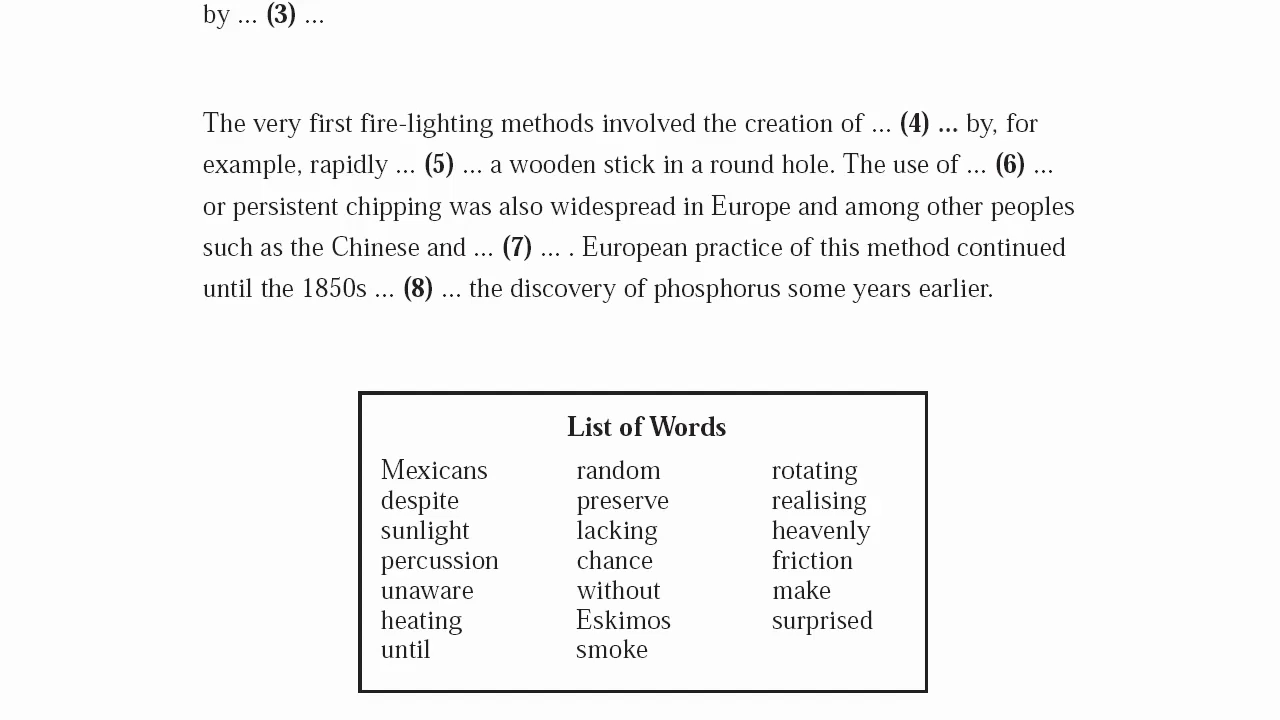 by ... (3) ...
The very first fire-lighting methods involved the creation of ... (4) ... by, for
example, rapidly ... (5) ... a wooden stick in a round hole. The use of ... (6) ...
or persistent chipping was also widespread in Europe and among other peoples
such as the Chinese and ... (7) ... . European practice of this method continued
until the 1850s ... (8) ... the discovery of phosphorus some years earlier.
List of Words
Mexicans random rotating
despite preserve realising
sunlight lacking heavenly
percussion chance friction
unaware without make
heating Eskimos surprised
until smoke